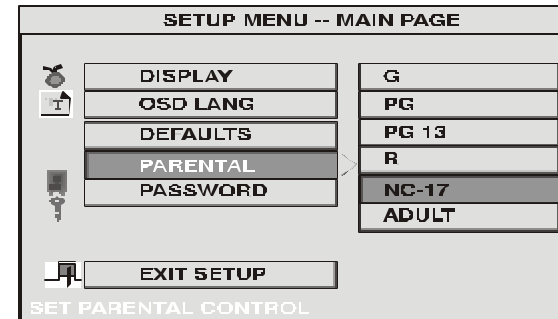 SETUP MENU -- MAIN PAGE
DISPLAY
OSD LANG
DEFAULTS
PARENTAL
PASSWORD
EXIT SETUP
G
PG
PG 13
R
NC-17
ADULT
SET PARENTAL CONTROL